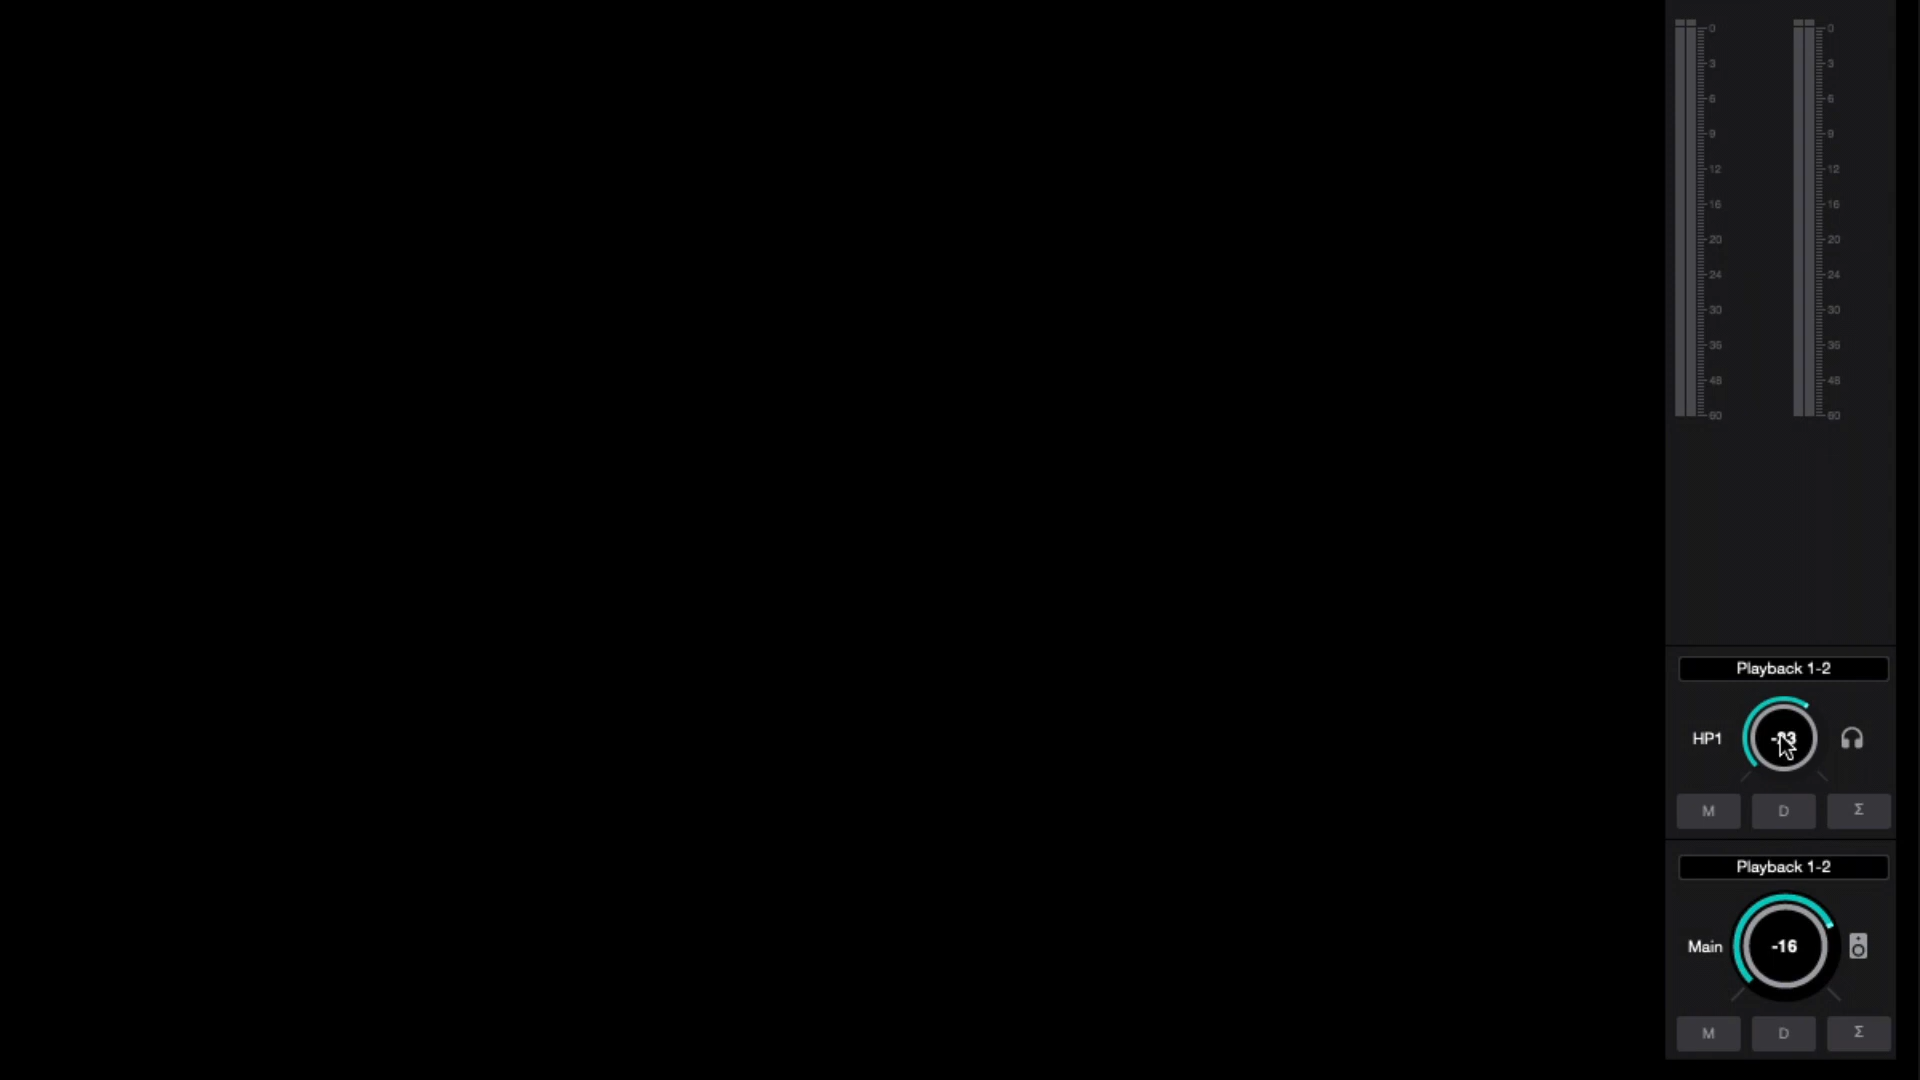 0 0
3 3
6 6
9 9
12 12
16 16
20 20
24 24
30 30
36 36
48 48
60 60
Playback 1-2
HP1
M D Σ
Playback 1-2
Main -16
M D Σ